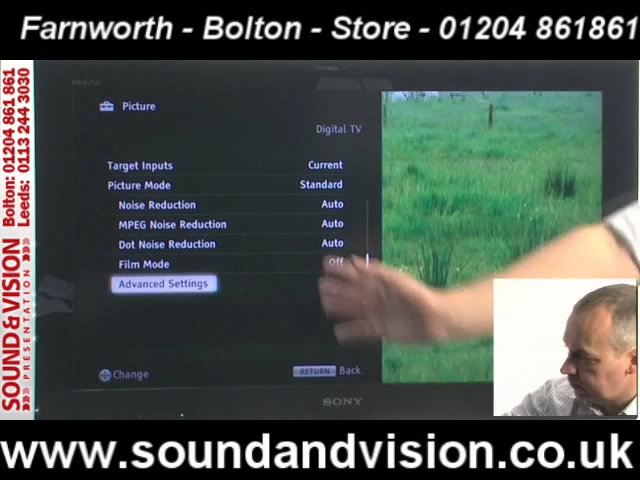 Farnworth - Bolton - Store - 01204 861861
SOUND & VISION
PRESENTATION
Bolton: 01204 861 861
Leeds: 0113 244 3030
BRAVIA
Picture
Digital TV
Target Inputs Current
Picture Mode Standard
Noise Reduction Auto
MPEG Noise Reduction Auto
Dot Noise Reduction Auto
Film Mode Off
Advanced Settings
Change RETURN Back
SONY
www.soundandvision.co.uk